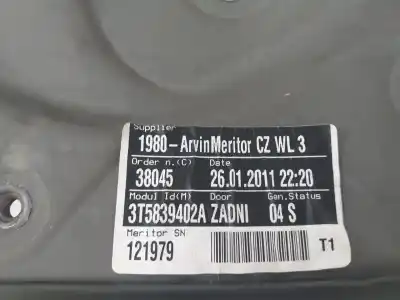 Supplier
1980-ArvinMeritor CZ WL 3
Order n.(C) Date
38045 26.01.2011 22:20
Modul Id(M) Door Gen.Status
3T5839402A ZADNI 04 S
Meritor SN
121979 T1